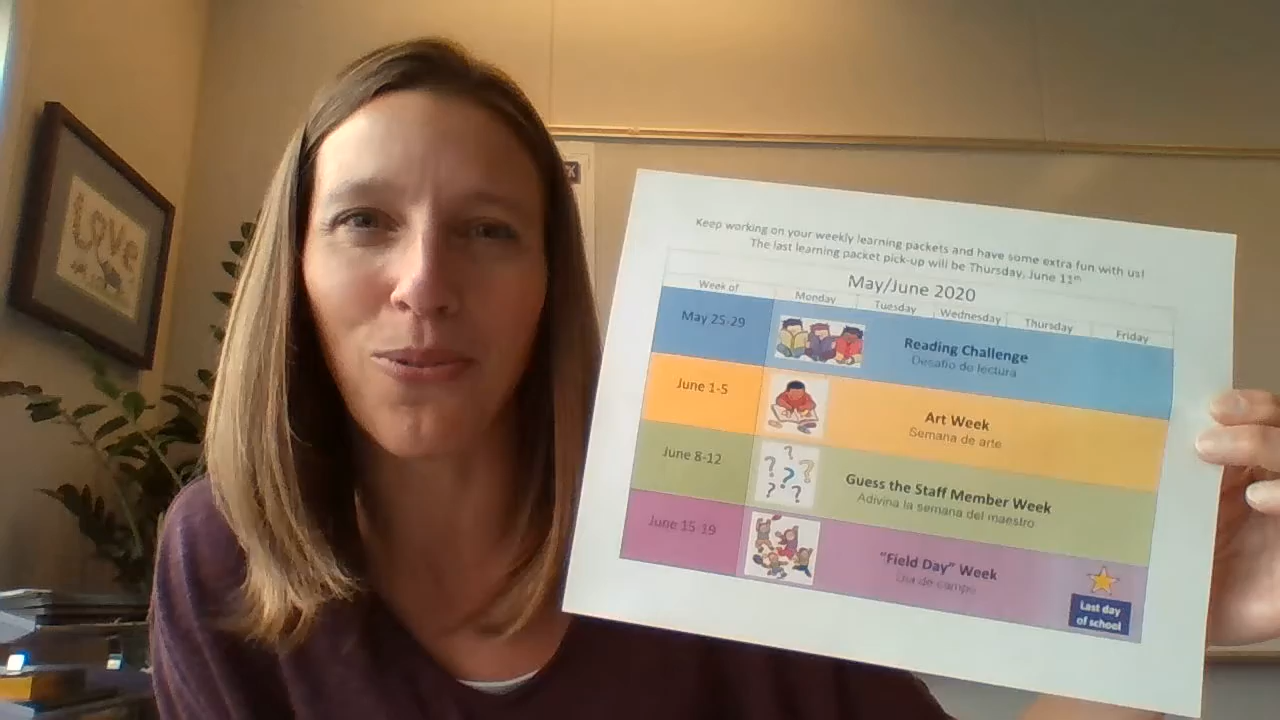 Love
Keep working on your weekly learning packets and have some extra fun with us!
The last learning packet pick-up will be Thursday, June 11th
May/June 2020
Week of Monday Tuesday Wednesday Thursday Friday
May 25-29 Reading Challenge
Desafío de lectura
June 1-5 Art Week
Semana de arte
June 8-12 Guess the Staff Member Week
Adivina la semana del maestro
June 15-19 "Field Day" Week
Día de campo
Last day
of school